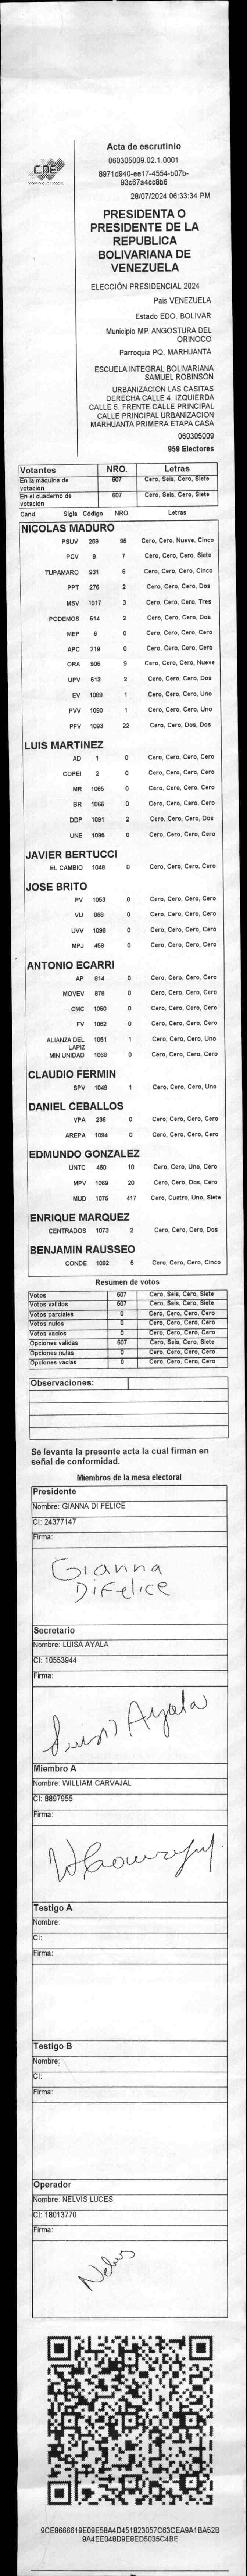 Acta de escrutinio
060305009.02.1.0001
8971d940-ee17-4554-b07b-
93c67a4cc8b6
28/07/2024 06:33:34 PM
PRESIDENTA O
PRESIDENTE DE LA
REPUBLICA
BOLIVARIANA DE
VENEZUELA
ELECCIÓN PRESIDENCIAL 2024
País VENEZUELA
Estado EDO. BOLIVAR
Municipio MP. ANGOSTURA DEL
ORINOCO
Parroquia PQ. MARHUANTA
ESCUELA INTEGRAL BOLIVARIANA
SAMUEL ROBINSON
URBANIZACION LAS CASITAS
DERECHA CALLE 4. IZQUIERDA
CALLE 5. FRENTE CALLE PRINCIPAL
CALLE PRINCIPAL URBANIZACION
MARHUANTA PRIMERA ETAPA CASA
060305009
959 Electores
Votantes NRO. Letras
En la máquina de votación 607 Cero, Seis, Cero, Siete
En el cuaderno de votación 607 Cero, Seis, Cero, Siete
Cand. Sigla Código NRO. Letras
NICOLAS MADURO
PSUV 269 95 Cero, Cero, Nueve, Cinco
PCV 9 7 Cero, Cero, Cero, Siete
TUPAMARO 931 5 Cero, Cero, Cero, Cinco
PPT 276 2 Cero, Cero, Cero, Dos
MSV 1017 3 Cero, Cero, Cero, Tres
PODEMOS 514 2 Cero, Cero, Cero, Dos
MEP 6 0 Cero, Cero, Cero, Cero
APC 219 0 Cero, Cero, Cero, Cero
ORA 906 9 Cero, Cero, Cero, Nueve
UPV 513 2 Cero, Cero, Cero, Dos
EV 1099 1 Cero, Cero, Cero, Uno
PVV 1090 1 Cero, Cero, Cero, Uno
PFV 1093 22 Cero, Cero, Dos, Dos
LUIS MARTINEZ
AD 1 0 Cero, Cero, Cero, Cero
COPEI 2 0 Cero, Cero, Cero, Cero
MR 1065 0 Cero, Cero, Cero, Cero
BR 1066 0 Cero, Cero, Cero, Cero
DDP 1091 2 Cero, Cero, Cero, Dos
UNE 1095 0 Cero, Cero, Cero, Cero
JAVIER BERTUCCI
EL CAMBIO 1048 0 Cero, Cero, Cero, Cero
JOSE BRITO
PV 1053 0 Cero, Cero, Cero, Cero
VU 868 0 Cero, Cero, Cero, Cero
UVV 1096 0 Cero, Cero, Cero, Cero
MPJ 458 0 Cero, Cero, Cero, Cero
ANTONIO ECARRI
AP 814 0 Cero, Cero, Cero, Cero
MOVEV 878 0 Cero, Cero, Cero, Cero
CMC 1050 0 Cero, Cero, Cero, Cero
FV 1052 0 Cero, Cero, Cero, Cero
ALIANZA DEL LAPIZ 1051 1 Cero, Cero, Cero, Uno
MIN UNIDAD 1068 0 Cero, Cero, Cero, Cero
CLAUDIO FERMIN
SPV 1049 1 Cero, Cero, Cero, Uno
DANIEL CEBALLOS
VPA 236 0 Cero, Cero, Cero, Cero
AREPA 1094 0 Cero, Cero, Cero, Cero
EDMUNDO GONZALEZ
UNTC 460 10 Cero, Cero, Uno, Cero
MPV 1069 20 Cero, Cero, Dos, Cero
MUD 1075 417 Cero, Cuatro, Uno, Siete
ENRIQUE MARQUEZ
CENTRADOS 1073 2 Cero, Cero, Cero, Dos
BENJAMIN RAUSSEO
CONDE 1092 5 Cero, Cero, Cero, Cinco
Resumen de votos
Votos 607 Cero, Seis, Cero, Siete
Votos validos 607 Cero, Seis, Cero, Siete
Votos parciales 0 Cero, Cero, Cero, Cero
Votos nulos 0 Cero, Cero, Cero, Cero
Votos vacios 0 Cero, Cero, Cero, Cero
Opciones validas 607 Cero, Seis, Cero, Siete
Opciones nulas 0 Cero, Cero, Cero, Cero
Opciones vacias 0 Cero, Cero, Cero, Cero
Observaciones:
Se levanta la presente acta la cual firman en
señal de conformidad.
Miembros de la mesa electoral
Presidente
Nombre: GIANNA DI FELICE
CI: 24377147
Firma:
Gianna
DiFelice
Secretario
Nombre: LUISA AYALA
CI: 10553944
Firma:
Luisa Ayala
Miembro A
Nombre: WILLIAM CARVAJAL
CI: 8897955
Firma:
Testigo A
Nombre:
CI:
Firma:
Testigo B
Nombre:
CI:
Firma:
Operador
Nombre: NELVIS LUCES
CI: 18013770
Firma:
Nelvis
9CE8666619E09E58A4D451823057C63CEA9A1BA52B
9A4EE048D9E8ED5035C4BE